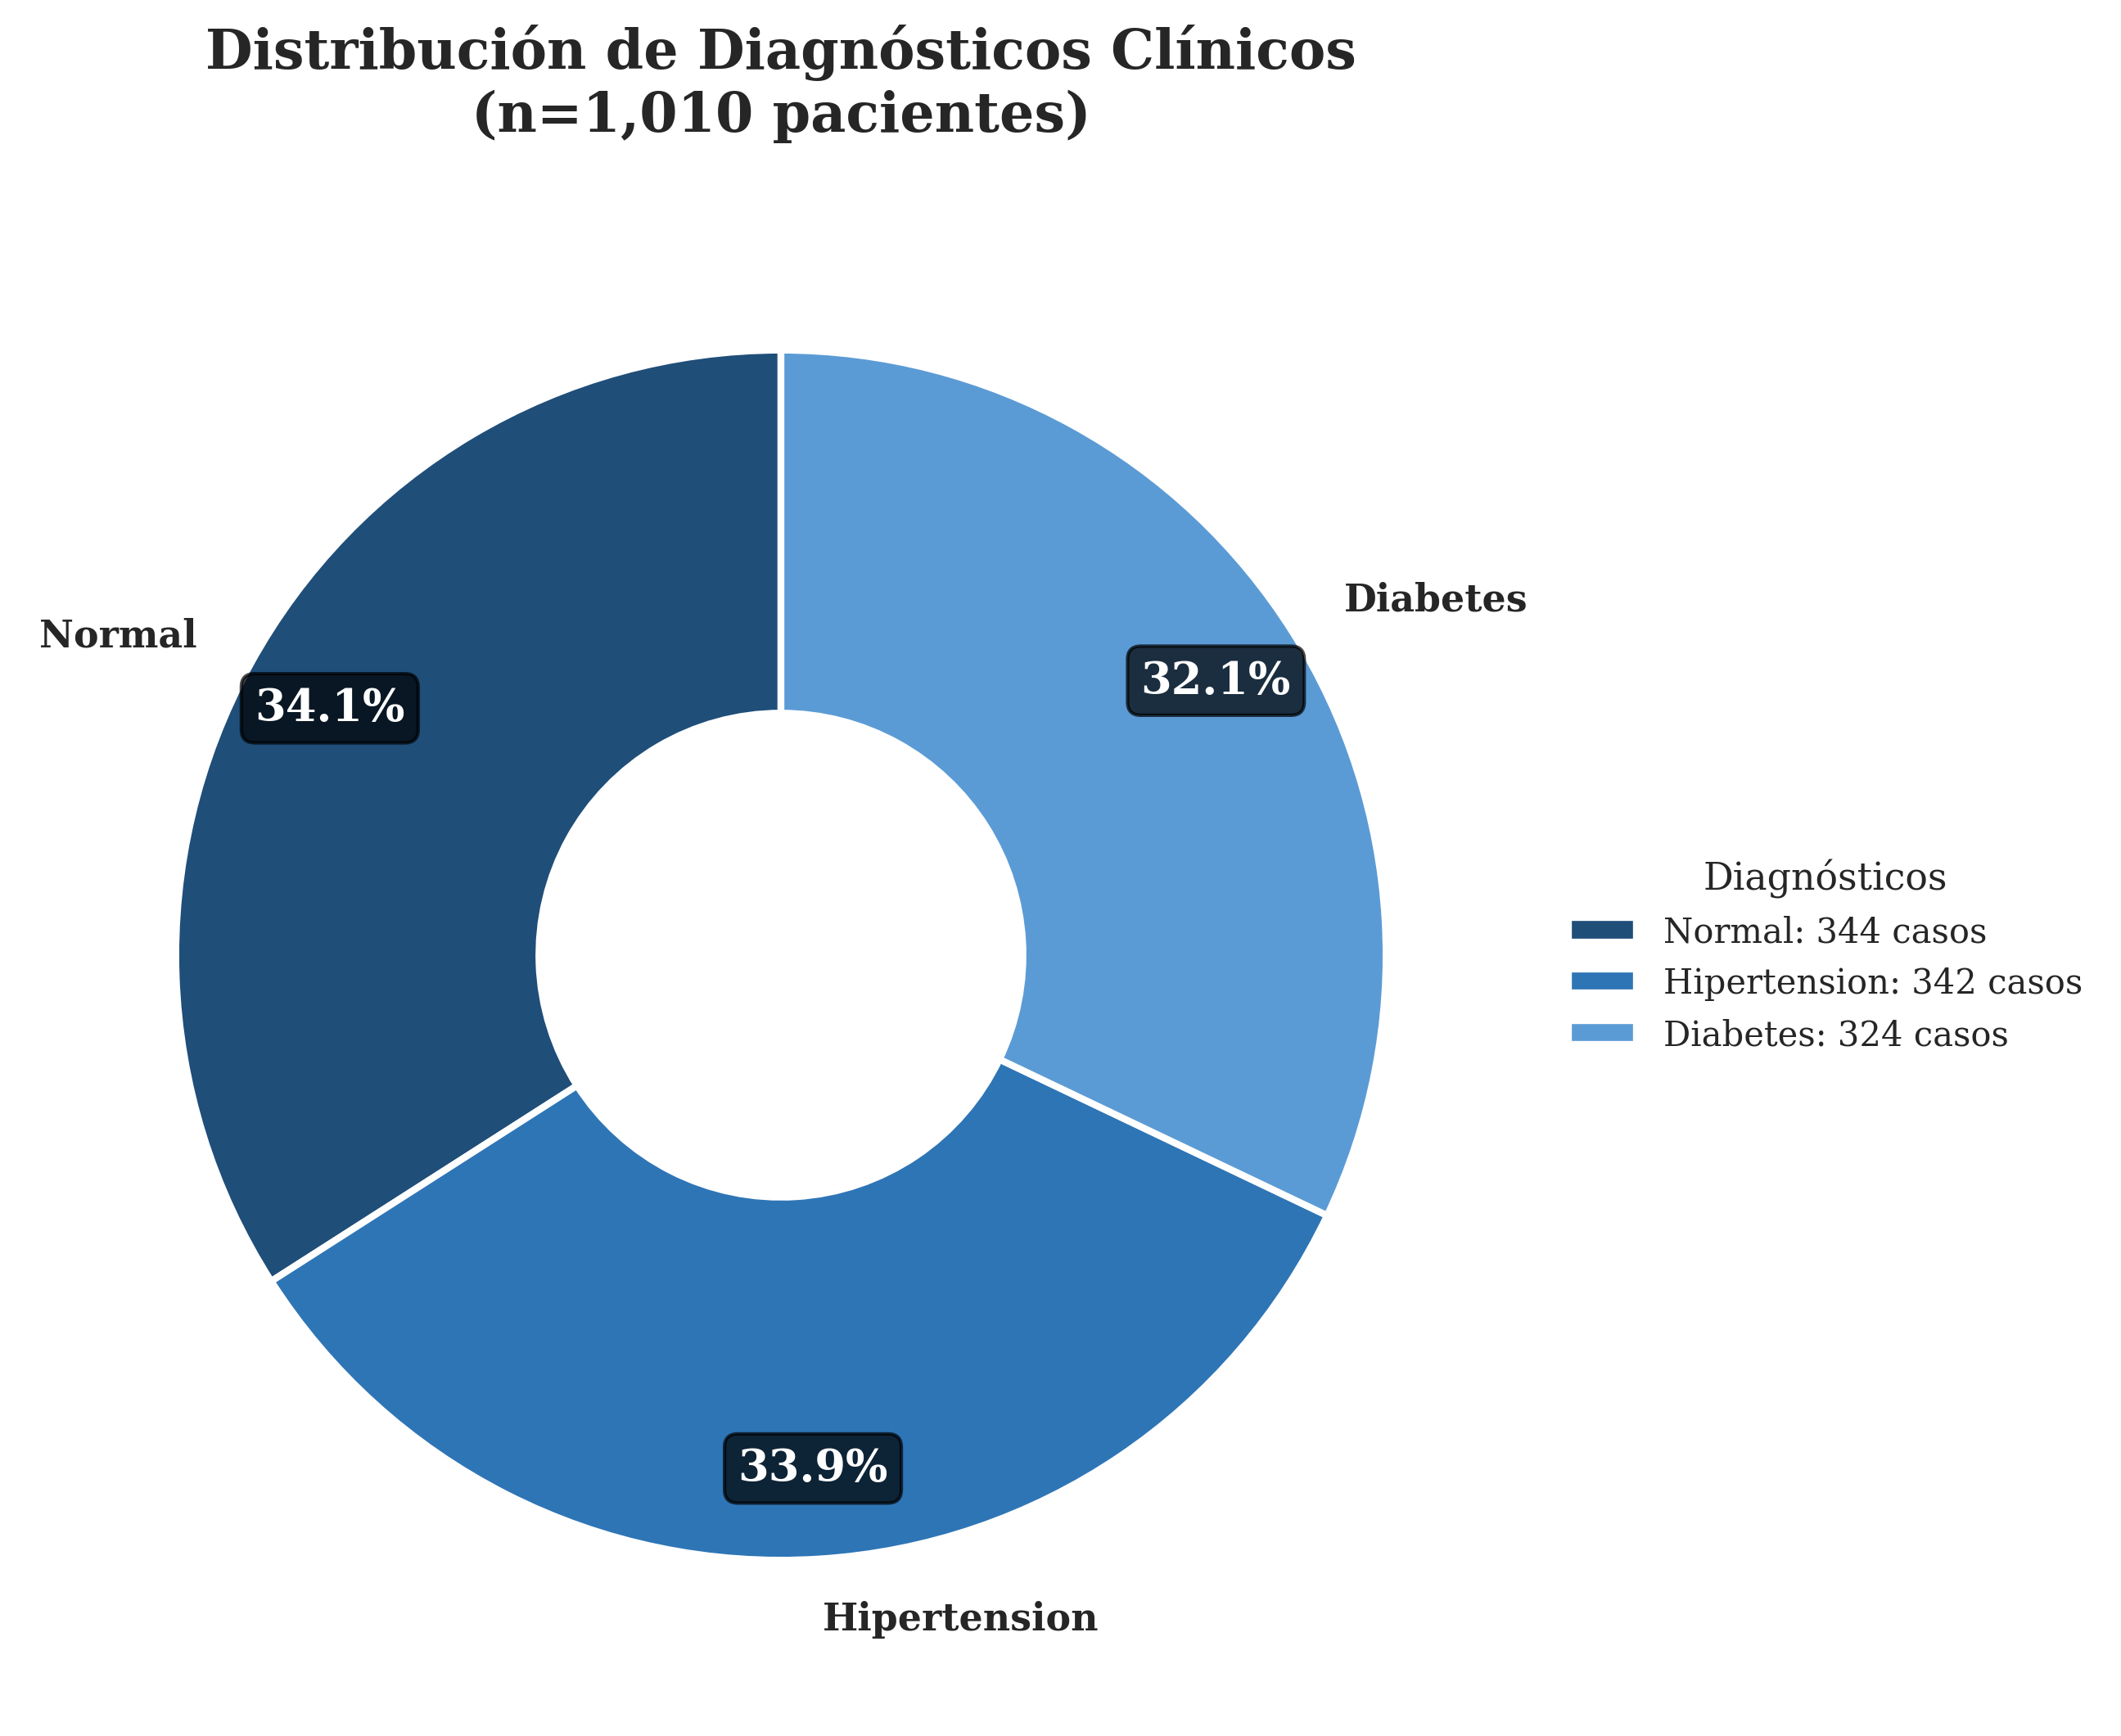 Distribución de Diagnósticos Clínicos
(n=1,010 pacientes)
Diabetes
Normal
32.1%
34.1%
Diagnósticos
Normal: 344 casos
Hipertension: 342 casos
Diabetes: 324 casos
33.9%
Hipertension